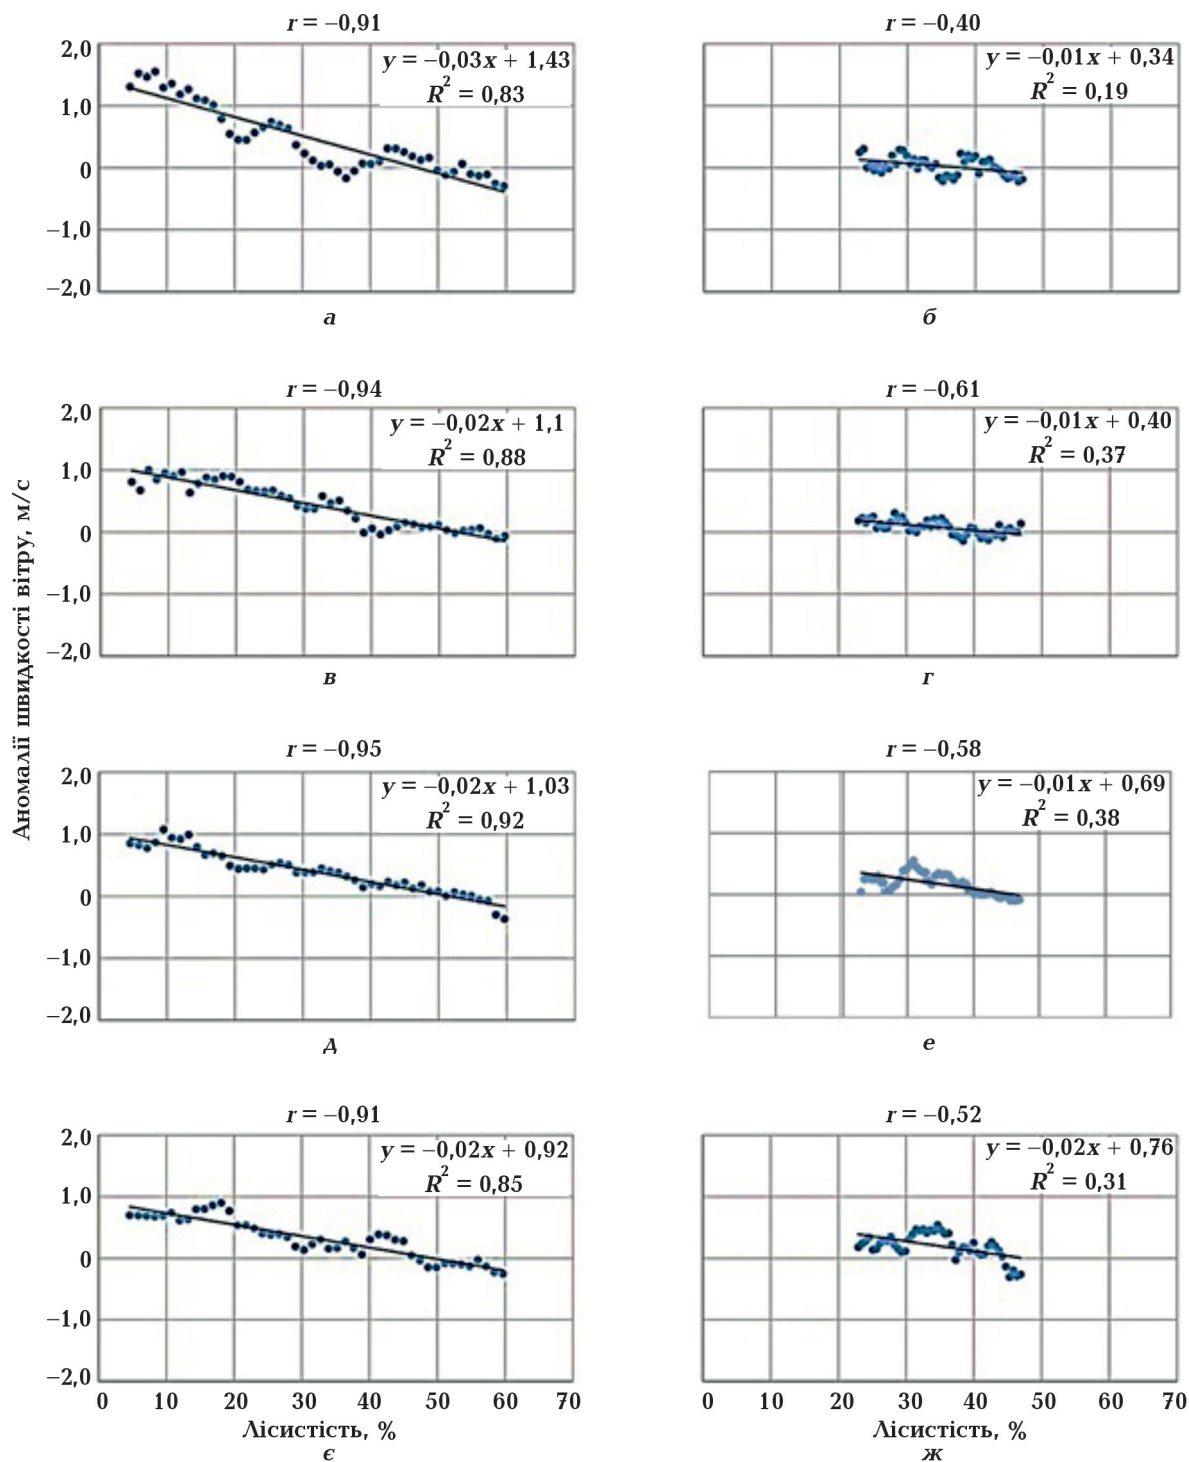 r = –0,91
y = –0,03x + 1,43
R² = 0,83
2,0
1,0
0
–1,0
–2,0
а
r = –0,40
y = –0,01x + 0,34
R² = 0,19
б
r = –0,94
y = –0,02x + 1,1
R² = 0,88
2,0
1,0
0
–1,0
–2,0
в
r = –0,61
y = –0,01x + 0,40
R² = 0,37
г
Аномалії швидкості вітру, м/с
r = –0,95
y = –0,02x + 1,03
R² = 0,92
2,0
1,0
0
–1,0
–2,0
д
r = –0,58
y = –0,01x + 0,69
R² = 0,38
е
r = –0,91
y = –0,02x + 0,92
R² = 0,85
2,0
1,0
0
–1,0
–2,0
0 10 20 30 40 50 60 70
Лісистість, %
є
r = –0,52
y = –0,02x + 0,76
R² = 0,31
0 10 20 30 40 50 60 70
Лісистість, %
ж